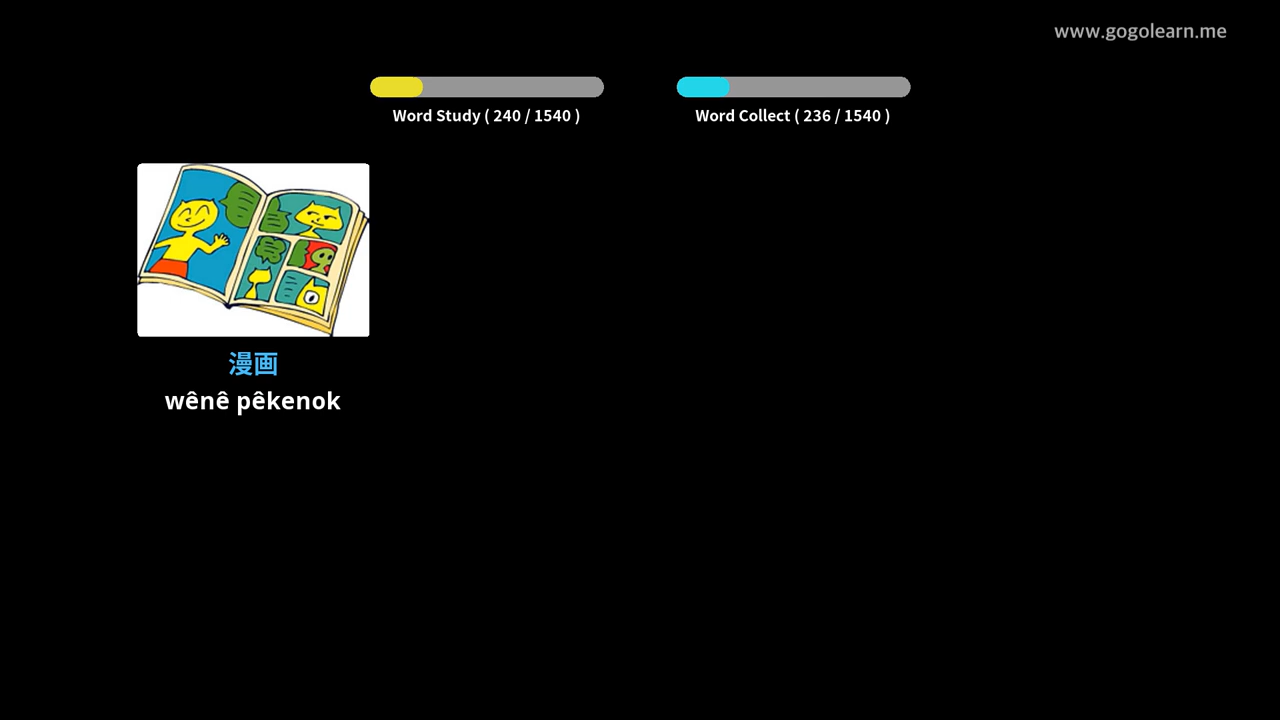 www.gogolearn.me
Word Study ( 240 / 1540 )
Word Collect ( 236 / 1540 )
漫画
wênê pêkenok